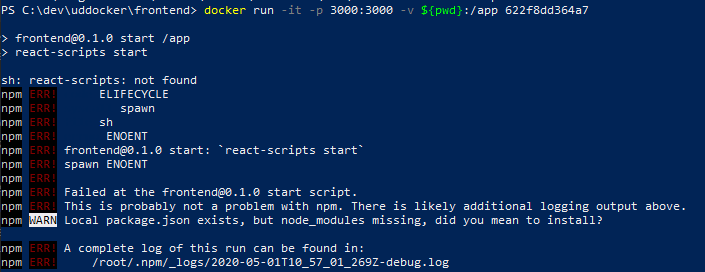 PS C:\dev\uddocker\frontend> docker run -it -p 3000:3000 -v ${pwd}:/app 622f8dd364a7
> frontend@0.1.0 start /app
> react-scripts start
sh: react-scripts: not found
npm ERR! ELIFECYCLE
npm ERR! spawn
npm ERR! sh
npm ERR! ENOENT
npm ERR! frontend@0.1.0 start: `react-scripts start`
npm ERR! spawn ENOENT
npm ERR!
npm ERR! Failed at the frontend@0.1.0 start script.
npm ERR! This is probably not a problem with npm. There is likely additional logging output above.
npm WARN Local package.json exists, but node_modules missing, did you mean to install?
npm ERR! A complete log of this run can be found in:
npm ERR! /root/.npm/_logs/2020-05-01T10_57_01_269Z-debug.log